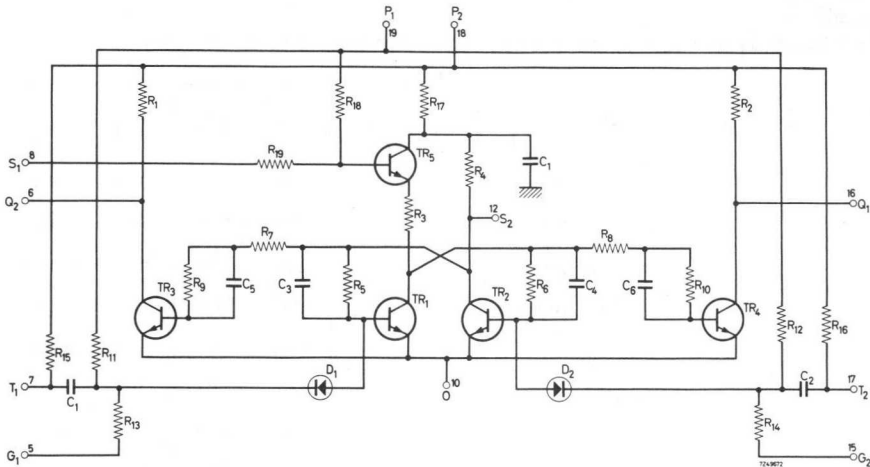 P1 P2
19 18
R1 R18 R17 R2
S1 8 R19 TR5 R4 C1
Q2 6 R3 12 S2 16 Q1
R7 R8
R9 C5 C3 R5 R6 C4 C6 R10
TR3 TR1 TR2 TR4
R15 R11 R12 R16
D1 10 D2
T1 7 C1 O C2 17 T2
R13 R14
G1 5 15 G2
7Z49672